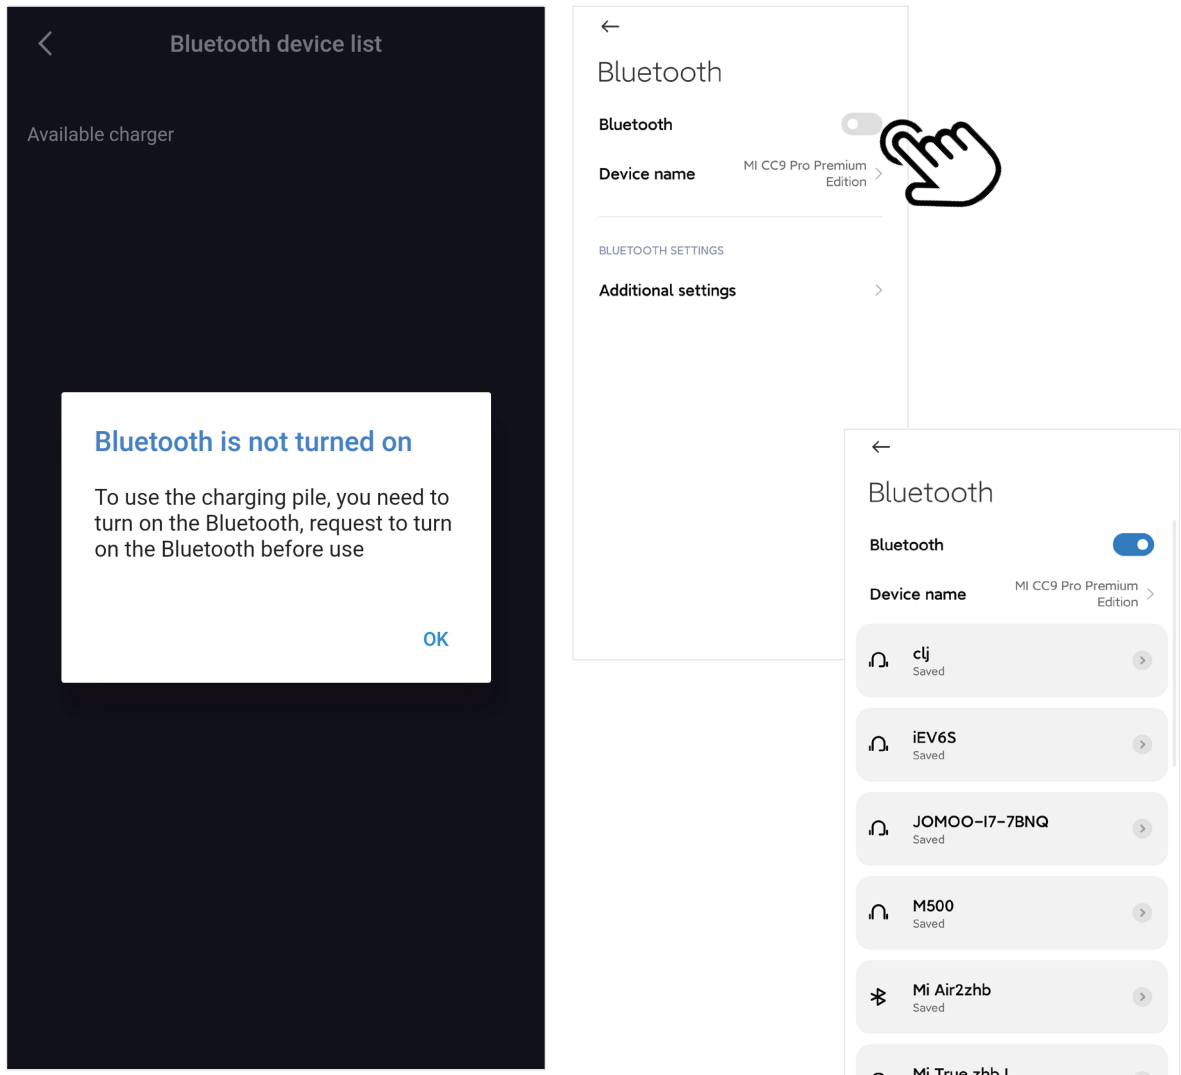 Bluetooth device list
Available charger
Bluetooth is not turned on
To use the charging pile, you need to
turn on the Bluetooth, request to turn
on the Bluetooth before use
OK
Bluetooth
Bluetooth
Device name
MI CC9 Pro Premium
Edition
BLUETOOTH SETTINGS
Additional settings
Bluetooth
Bluetooth
Device name
MI CC9 Pro Premium
Edition
clj
Saved
iEV6S
Saved
JOMOO-I7-7BNQ
Saved
M500
Saved
Mi Air2zhb
Saved
Mi True zhb